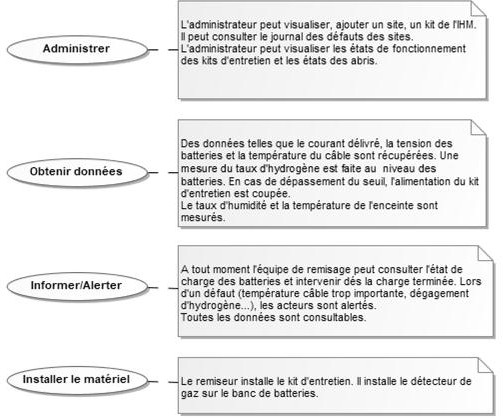 Administrer
L'administrateur peut visualiser, ajouter un site, un kit de l'IHM.
Il peut consulter le journal des défauts des sites.
L'administrateur peut visualiser les états de fonctionnement
des kits d'entretien et les états des abris.
Obtenir données
Des données telles que le courant délivré, la tension des
batteries et la température du câble sont récupérées. Une
mesure du taux d'hydrogène est faite au niveau des
batteries. En cas de dépassement du seuil, l'alimentation du kit
d'entretien est coupée.
Le taux d'humidité et la température de l'enceinte sont
mesurés.
Informer/Alerter
A tout moment l'équipe de remisage peut consulter l'état de
charge des batteries et intervenir dés la charge terminée. Lors
d'un défaut (température câble trop importante, dégagement
d'hydrogène...), les acteurs sont alertés.
Toutes les données sont consultables.
Installer le matériel
Le remiseur installe le kit d'entretien. Il installe le détecteur de
gaz sur le banc de batteries.